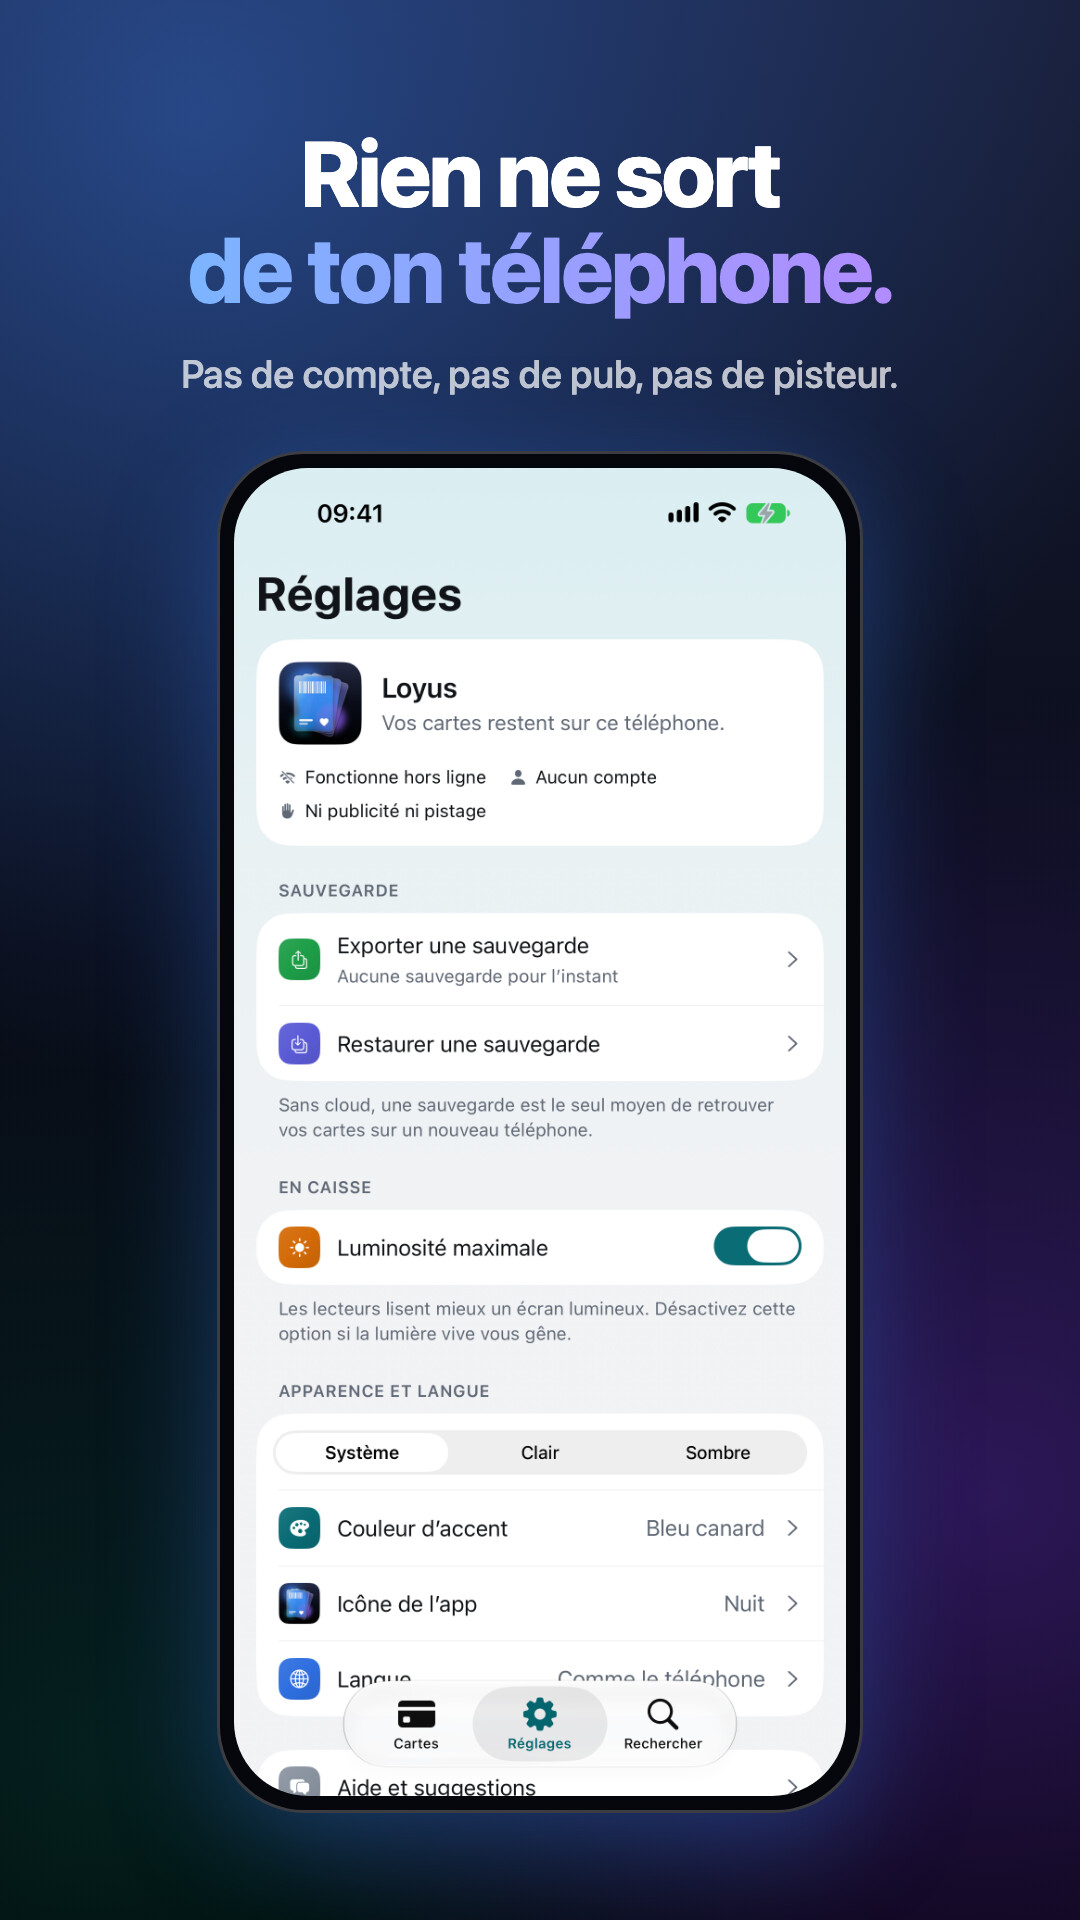 Rien ne sort
de ton téléphone.
Pas de compte, pas de pub, pas de pisteur.
09:41
Réglages
Loyus
Vos cartes restent sur ce téléphone.
Fonctionne hors ligne Aucun compte
Ni publicité ni pistage
SAUVEGARDE
Exporter une sauvegarde
Aucune sauvegarde pour l’instant
Restaurer une sauvegarde
Sans cloud, une sauvegarde est le seul moyen de retrouver
vos cartes sur un nouveau téléphone.
EN CAISSE
Luminosité maximale
Les lecteurs lisent mieux un écran lumineux. Désactivez cette
option si la lumière vive vous gêne.
APPARENCE ET LANGUE
Système Clair Sombre
Couleur d’accent Bleu canard
Icône de l’app Nuit
Langue Comme le téléphone
Cartes Réglages Rechercher
Aide et suggestions